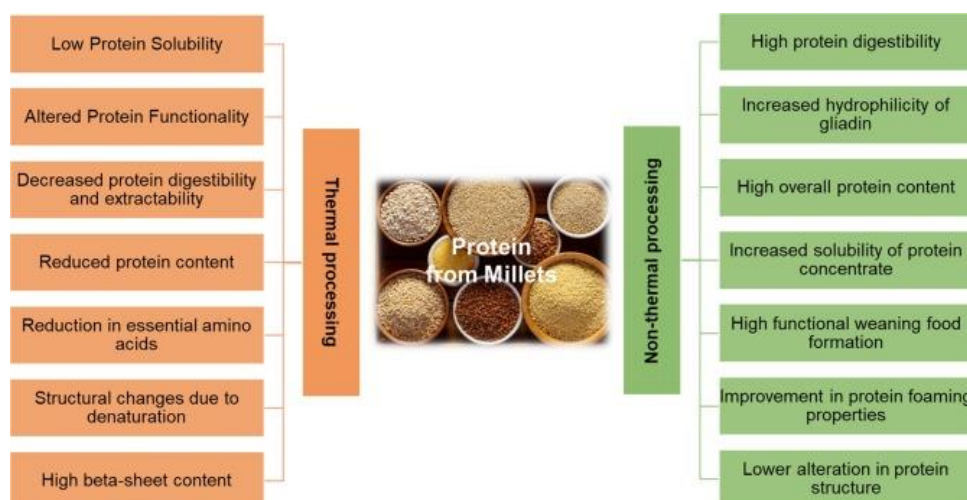 Low Protein Solubility
Altered Protein Functionality
Decreased protein digestibility
and extractability
Reduced protein content
Reduction in essential amino
acids
Structural changes due to
denaturation
High beta-sheet content
Thermal processing
Protein
from Millets
Non-thermal processing
High protein digestibility
Increased hydrophilicity of
gliadin
High overall protein content
Increased solubility of protein
concentrate
High functional weaning food
formation
Improvement in protein foaming
properties
Lower alteration in protein
structure